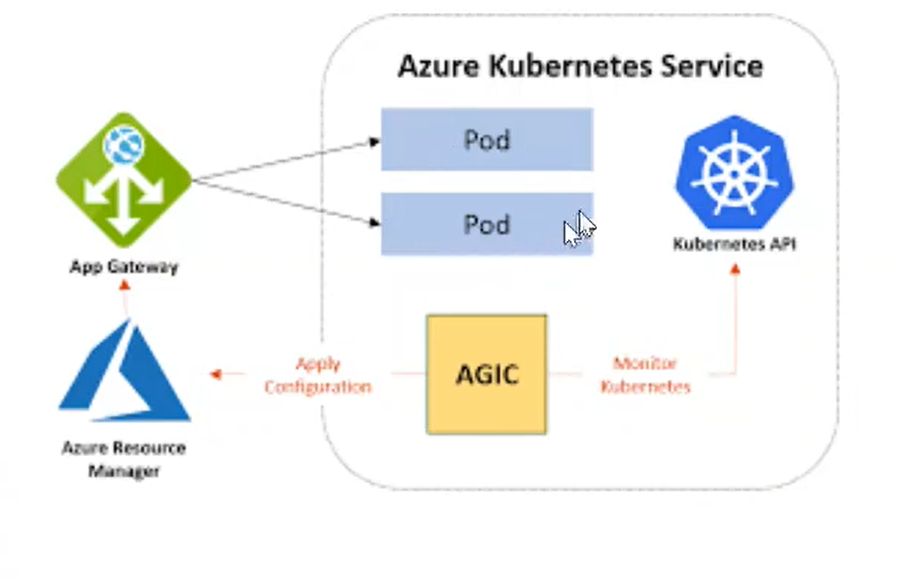 Azure Kubernetes Service
Pod
Pod
Kubernetes API
App Gateway
Apply
Configuration
AGIC
Monitor
Kubernetes
Azure Resource
Manager